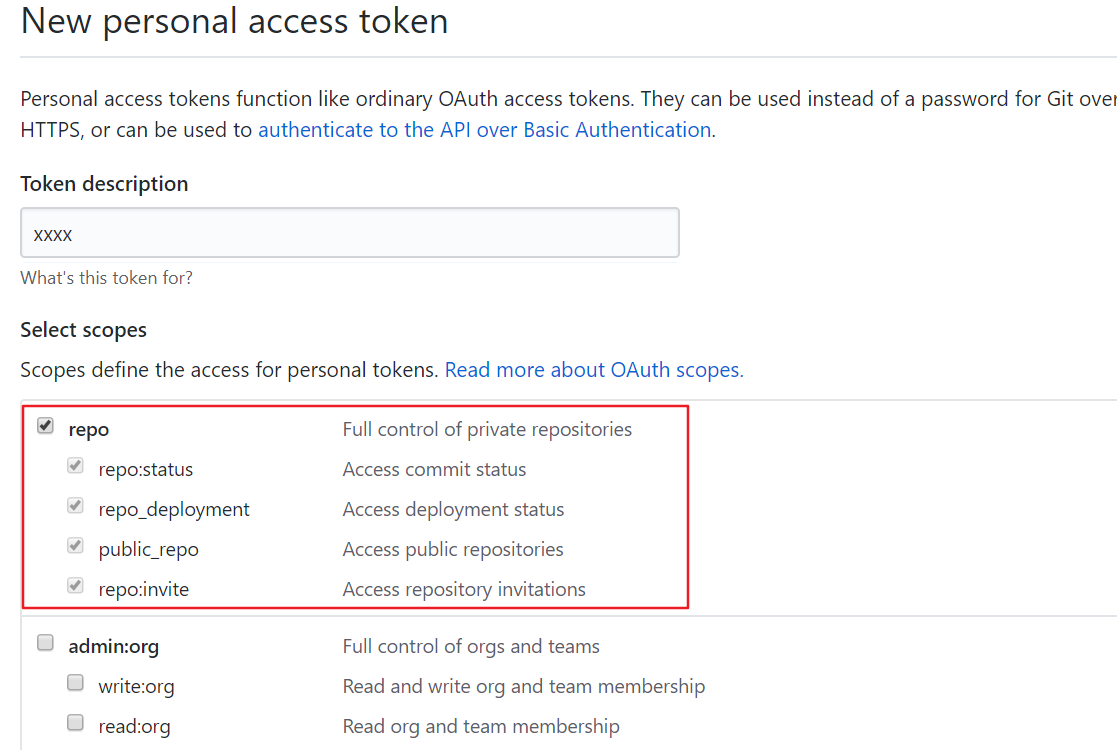 New personal access token
Personal access tokens function like ordinary OAuth access tokens. They can be used instead of a password for Git over
HTTPS, or can be used to authenticate to the API over Basic Authentication.
Token description
xxxx
What's this token for?
Select scopes
Scopes define the access for personal tokens. Read more about OAuth scopes.
repo Full control of private repositories
repo:status Access commit status
repo_deployment Access deployment status
public_repo Access public repositories
repo:invite Access repository invitations
admin:org Full control of orgs and teams
write:org Read and write org and team membership
read:org Read org and team membership